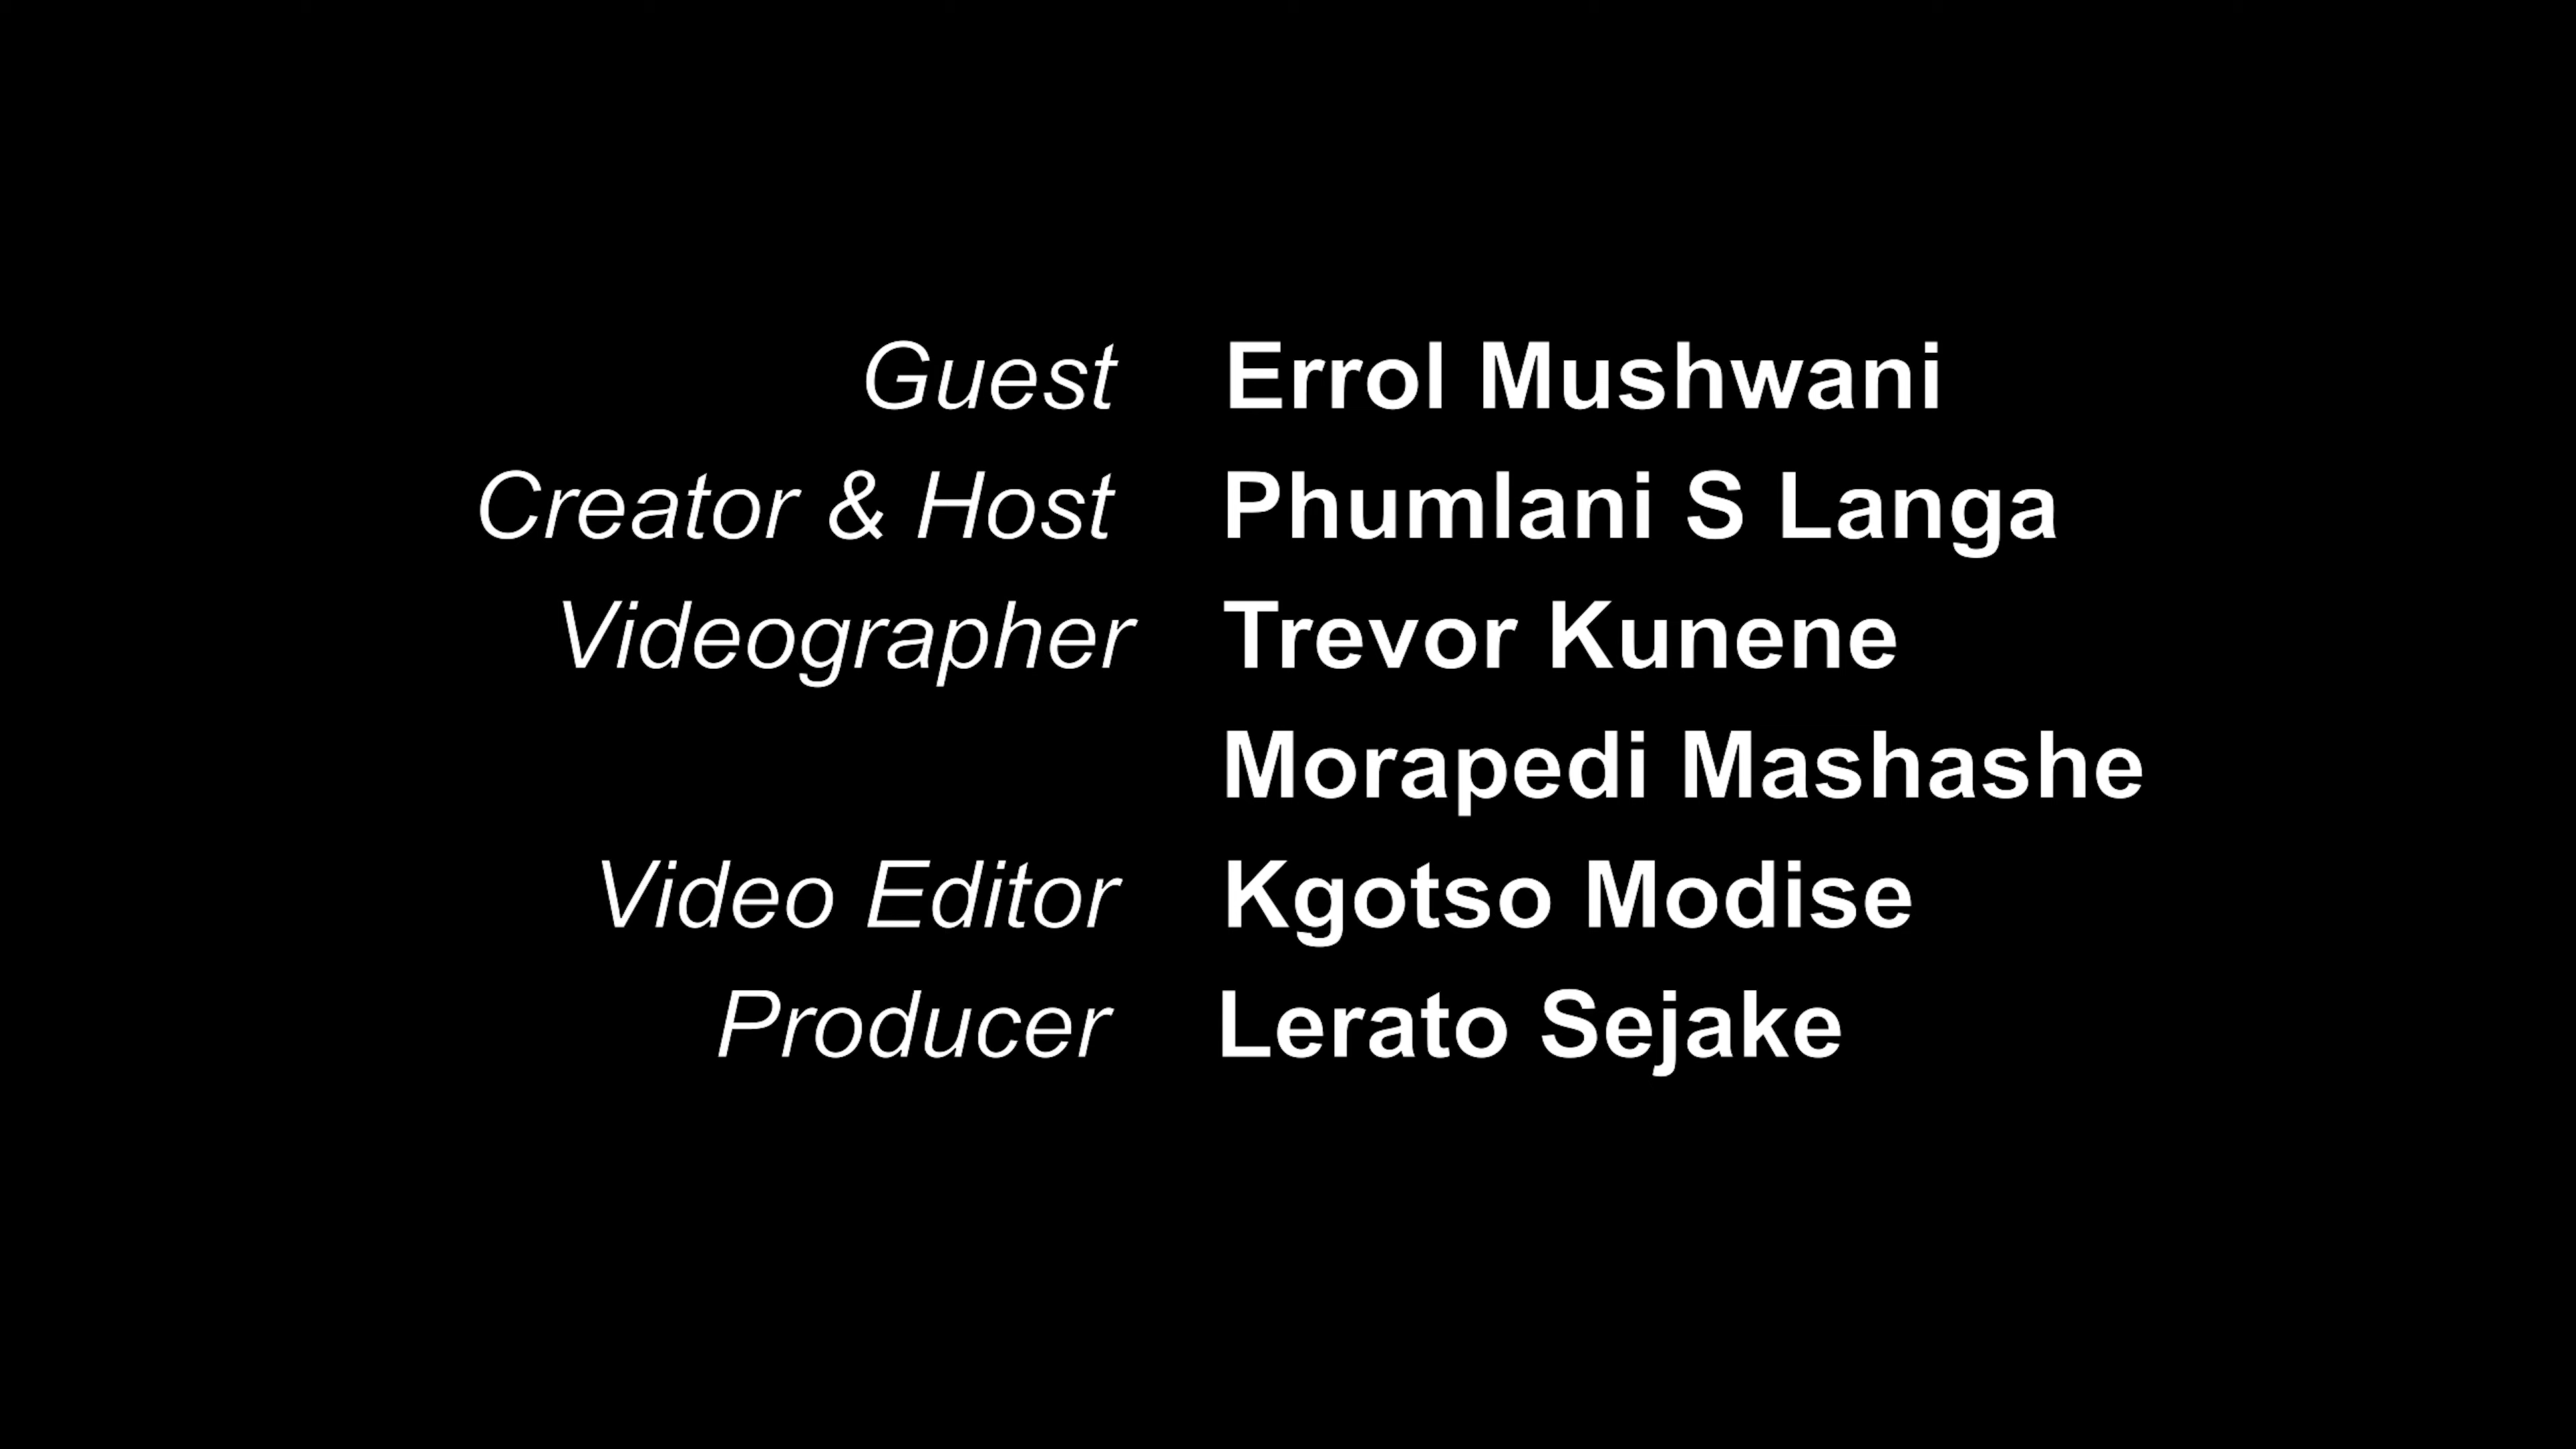 Guest Errol Mushwani
Creator & Host Phumlani S Langa
Videographer Trevor Kunene
Morapedi Mashashe
Video Editor Kgotso Modise
Producer Lerato Sejake